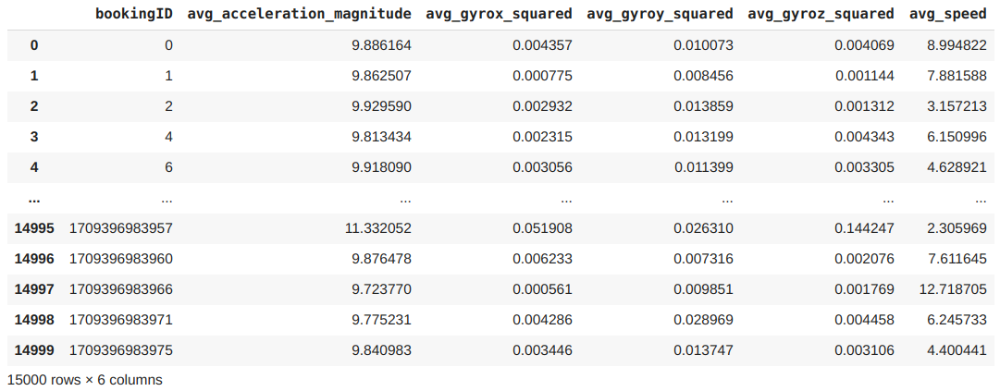 bookingID avg_acceleration_magnitude avg_gyrox_squared avg_gyroy_squared avg_gyroz_squared avg_speed
0 0 9.886164 0.004357 0.010073 0.004069 8.994822
1 1 9.862507 0.000775 0.008456 0.001144 7.881588
2 2 9.929590 0.002932 0.013859 0.001312 3.157213
3 4 9.813434 0.002315 0.013199 0.004343 6.150996
4 6 9.918090 0.003056 0.011399 0.003305 4.628921
... ... ... ... ... ... ...
14995 1709396983957 11.332052 0.051908 0.026310 0.144247 2.305969
14996 1709396983960 9.876478 0.006233 0.007316 0.002076 7.611645
14997 1709396983966 9.723770 0.000561 0.009851 0.001769 12.718705
14998 1709396983971 9.775231 0.004286 0.028969 0.004458 6.245733
14999 1709396983975 9.840983 0.003446 0.013747 0.003106 4.400441
15000 rows × 6 columns